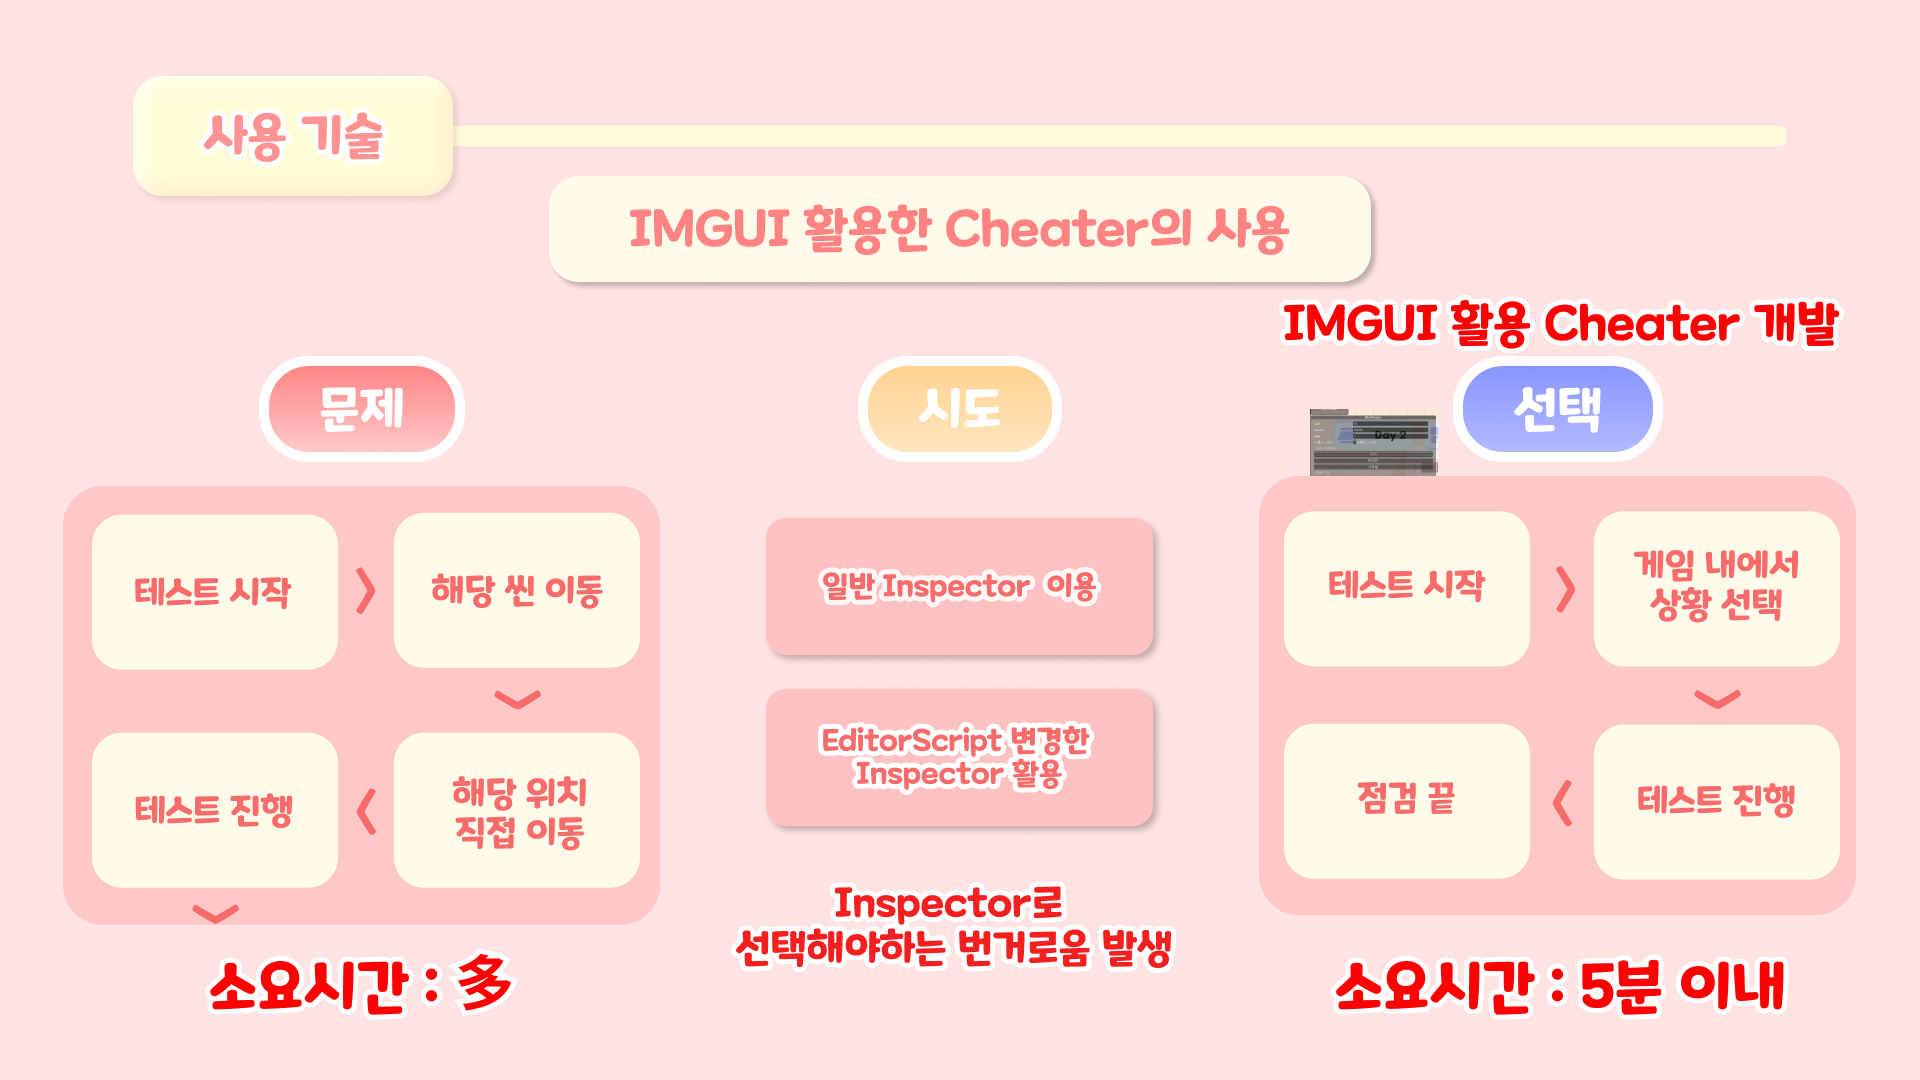 사용 기술
IMGUI 활용한 Cheater의 사용
문제
테스트 시작
해당 씬 이동
해당 위치
직접 이동
테스트 진행
소요시간 : 多
시도
일반 Inspector 이용
EditorScript 변경한
Inspector 활용
Inspector로
선택해야하는 번거로움 발생
IMGUI 활용 Cheater 개발
선택
Day 2
테스트 시작
게임 내에서
상황 선택
테스트 진행
점검 끝
소요시간 : 5분 이내